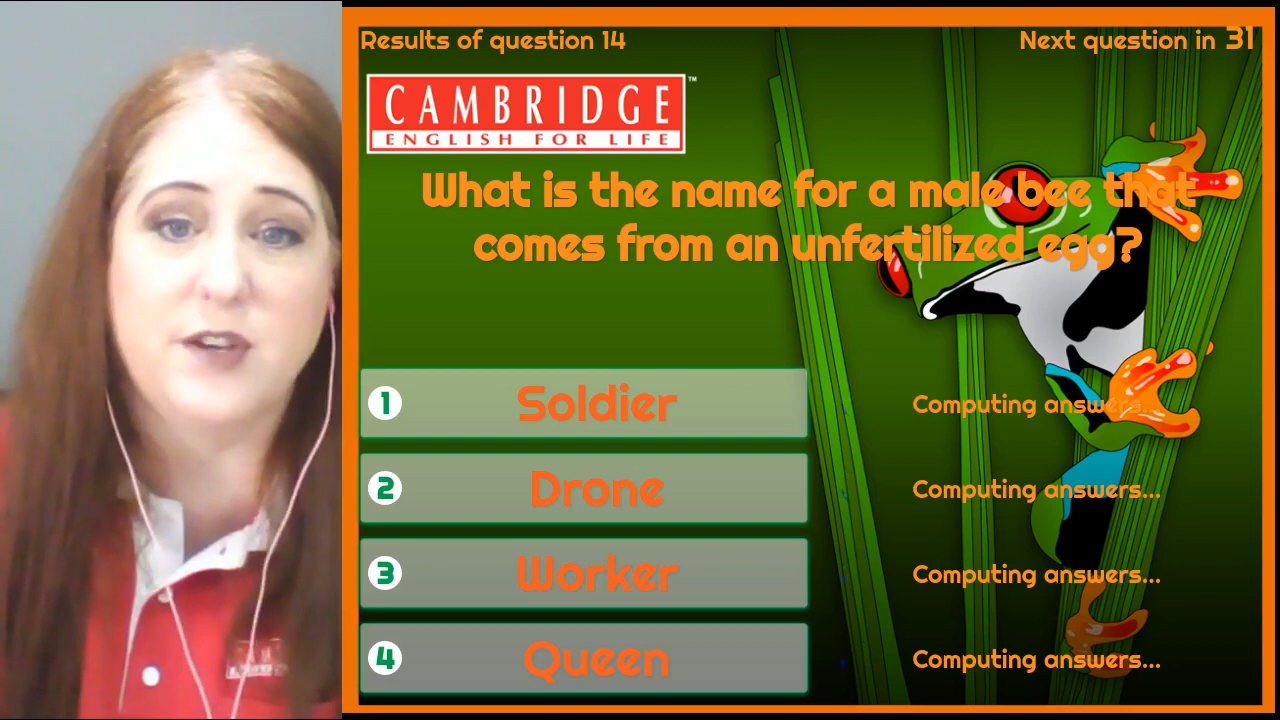 Results of question 14
Next question in 31
CAMBRIDGE™
ENGLISH FOR LIFE
What is the name for a male bee that
comes from an unfertilized egg?
1 Soldier
Computing answers...
2 Drone
Computing answers...
3 Worker
Computing answers...
4 Queen
Computing answers...